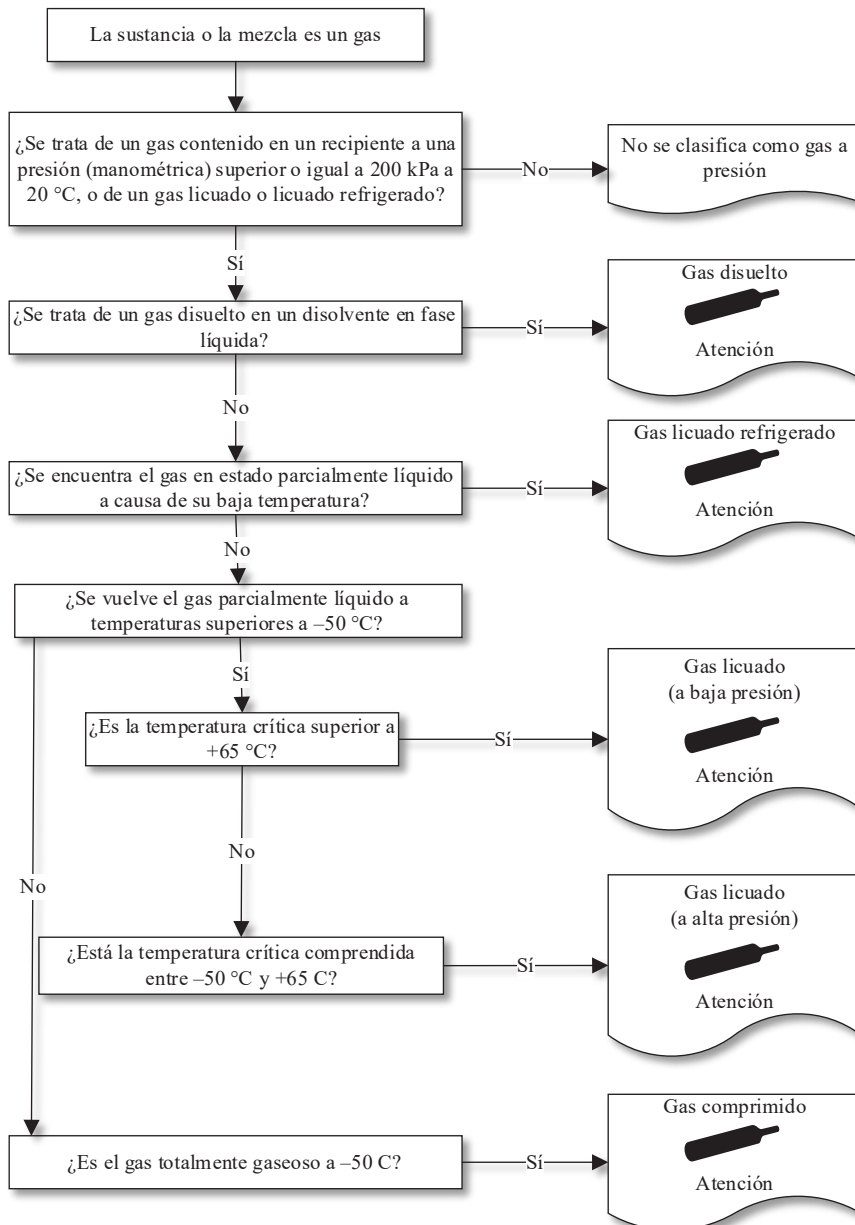 La sustancia o la mezcla es un gas
¿Se trata de un gas contenido en un recipiente a una
presión (manométrica) superior o igual a 200 kPa a
20 °C, o de un gas licuado o licuado refrigerado?
No
No se clasifica como gas a
presión
Sí
¿Se trata de un gas disuelto en un disolvente en fase
líquida?
Sí
Gas disuelto
Atención
No
¿Se encuentra el gas en estado parcialmente líquido
a causa de su baja temperatura?
Sí
Gas licuado refrigerado
Atención
No
¿Se vuelve el gas parcialmente líquido a
temperaturas superiores a –50 °C?
Sí
¿Es la temperatura crítica superior a
+65 °C?
Sí
Gas licuado
(a baja presión)
Atención
No
No
¿Está la temperatura crítica comprendida
entre –50 °C y +65 C?
Sí
Gas licuado
(a alta presión)
Atención
¿Es el gas totalmente gaseoso a –50 C?
Sí
Gas comprimido
Atención